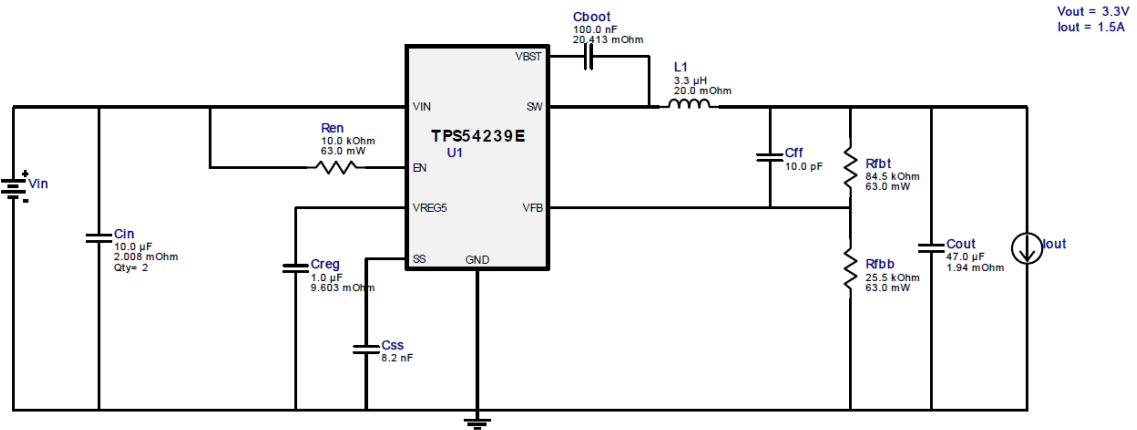 Vout = 3.3V
Iout = 1.5A
Cboot
100.0 nF
20.413 mOhm
VBST
L1
3.3 µH
20.0 mOhm
VIN
SW
TPS54239E
U1
Ren
10.0 kOhm
63.0 mW
EN
Cff
10.0 pF
Rfbt
84.5 kOhm
63.0 mW
Vin
VREG5
VFB
Cin
10.0 µF
2.008 mOhm
Qty= 2
Creg
1.0 µF
9.603 mOhm
SS
GND
Rfbb
25.5 kOhm
63.0 mW
Cout
47.0 µF
1.94 mOhm
Iout
Css
8.2 nF